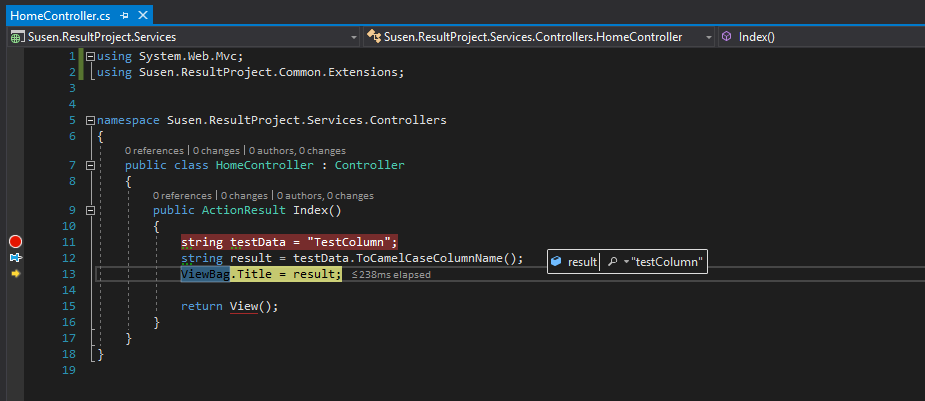 HomeController.cs
Susen.ResultProject.Services Susen.ResultProject.Services.Controllers.HomeController Index()
1 using System.Web.Mvc;
2 using Susen.ResultProject.Common.Extensions;
3
4
5 namespace Susen.ResultProject.Services.Controllers
6 {
0 references | 0 changes | 0 authors, 0 changes
7 public class HomeController : Controller
8 {
0 references | 0 changes | 0 authors, 0 changes
9 public ActionResult Index()
10 {
11 string testData = "TestColumn";
12 string result = testData.ToCamelCaseColumnName(); result "testColumn"
13 ViewBag.Title = result; ≤238ms elapsed
14
15 return View();
16 }
17 }
18 }
19